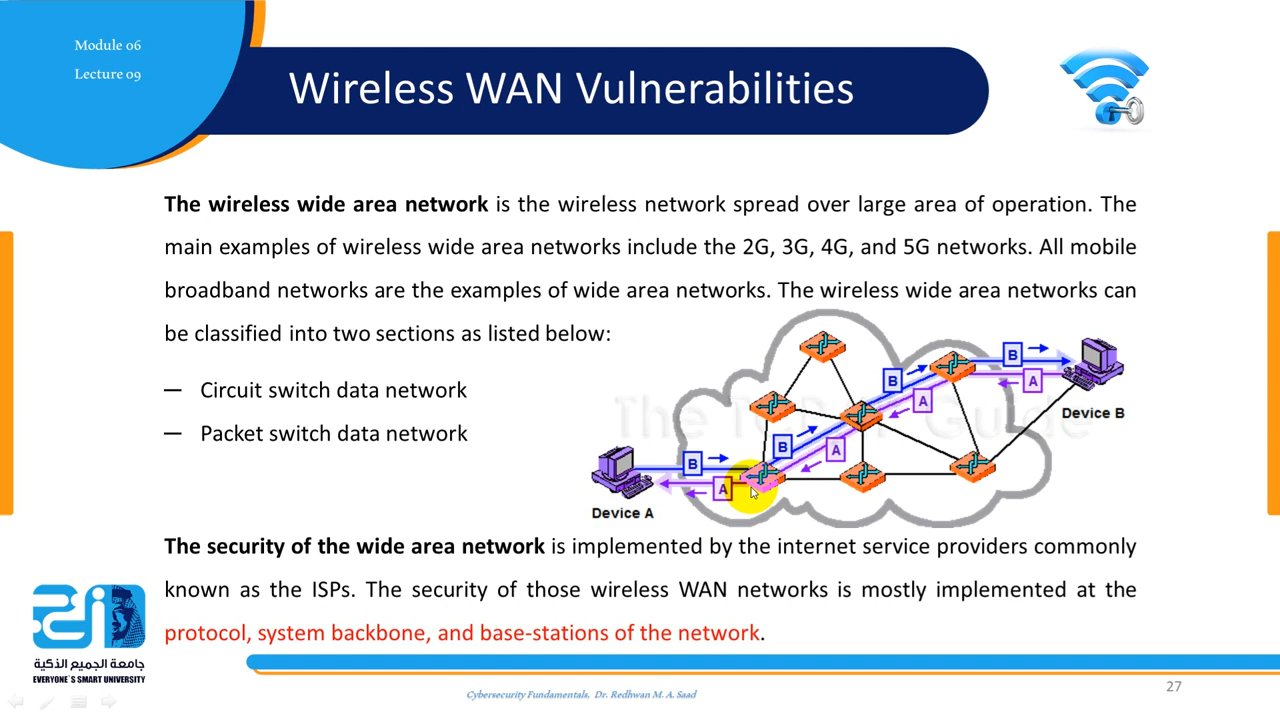 Module 06
Lecture 09
Wireless WAN Vulnerabilities
The wireless wide area network is the wireless network spread over large area of operation. The
main examples of wireless wide area networks include the 2G, 3G, 4G, and 5G networks. All mobile
broadband networks are the examples of wide area networks. The wireless wide area networks can
be classified into two sections as listed below:
— Circuit switch data network
— Packet switch data network
The TCP/IP Guide
B
B
A
Device B
B
A
B
A
B
A
Device A
The security of the wide area network is implemented by the internet service providers commonly
known as the ISPs. The security of those wireless WAN networks is mostly implemented at the
protocol, system backbone, and base-stations of the network.
جامعة الجميع الذكية
EVERYONE`S SMART UNIVERSITY
Cybersecurity Fundamentals, Dr. Redhwan M. A. Saad
27